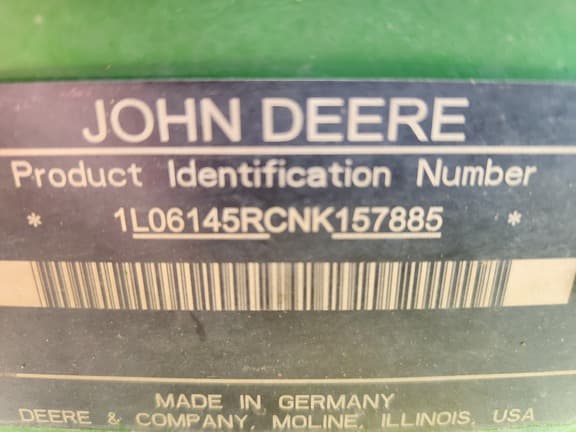 JOHN DEERE
Product Identification Number
* 1L06145RCNK157885 *
MADE IN GERMANY
DEERE & COMPANY, MOLINE, ILLINOIS, USA